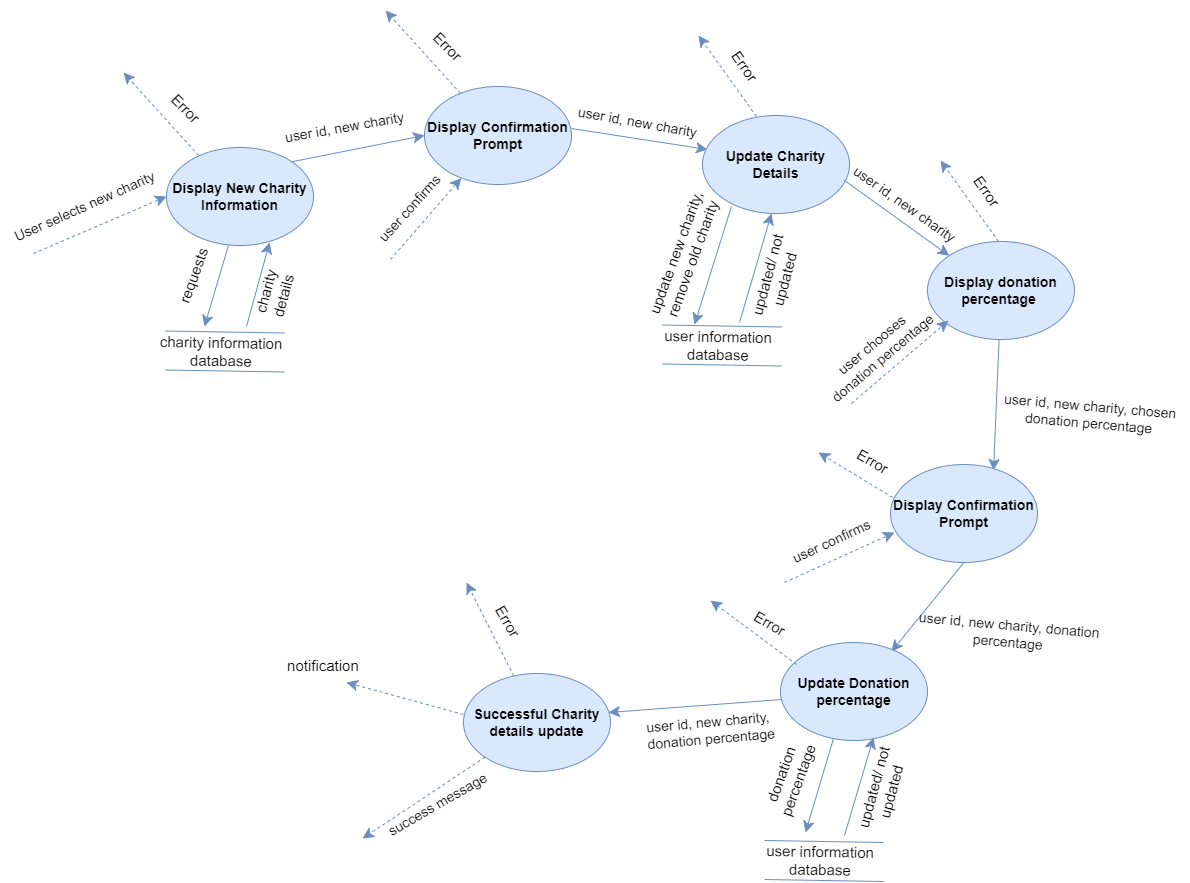 Error
Error
Error
Display Confirmation
Prompt
user id, new charity
user id, new charity
Update Charity
Details
Display New Charity
Information
User selects new charity
user confirms
user id, new charity
Error
requests
charity
details
update new charity,
remove old charity
updated/ not
updated
Display donation
percentage
charity information
database
user information
database
user chooses
donation percentage
user id, new charity, chosen
donation percentage
Error
Display Confirmation
Prompt
user confirms
Error
Error
user id, new charity, donation
percentage
notification
Update Donation
percentage
Successful Charity
details update
user id, new charity,
donation percentage
success message
donation
percentage
updated/ not
updated
user information
database